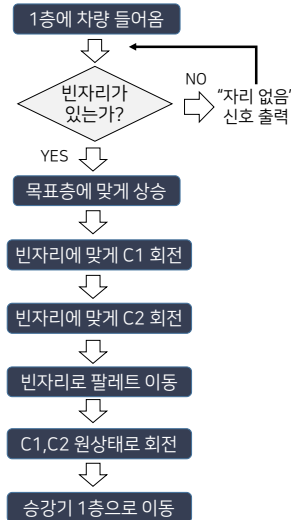 1층에 차량 들어옴
빈자리가
있는가?
NO
“자리 없음’
신호 출력
YES
목표층에 맞게 상승
빈자리에 맞게 C1 회전
빈자리에 맞게 C2 회전
빈자리로 팔레트 이동
C1,C2 원상태로 회전
승강기 1층으로 이동